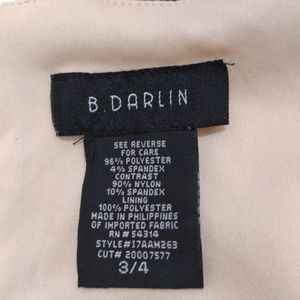 B.DARLIN
SEE REVERSE
FOR CARE
96% POLYESTER
4% SPANDEX
CONTRAST
90% NYLON
10% SPANDEX
LINING
100% POLYESTER
MADE IN PHILIPPINES
OF IMPORTED FABRIC
RN # 54314
STYLE#17AAM263
CUT# 20007577
3/4